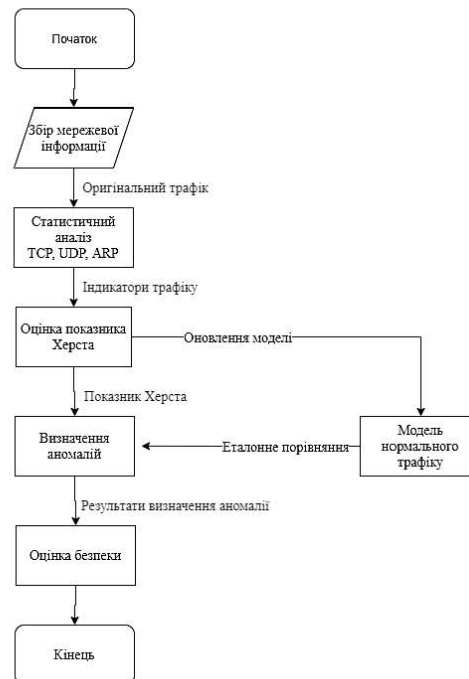 Початок
Збір мережевої
інформації
Оригінальний трафік
Статистичний
аналіз
TCP, UDP, ARP
Індикатори трафіку
Оцінка показника
Херста
Оновлення моделі
Показник Херста
Визначення
аномалій
Еталонне порівняння
Модель
нормального
трафіку
Результати визначення аномалії
Оцінка безпеки
Кінець